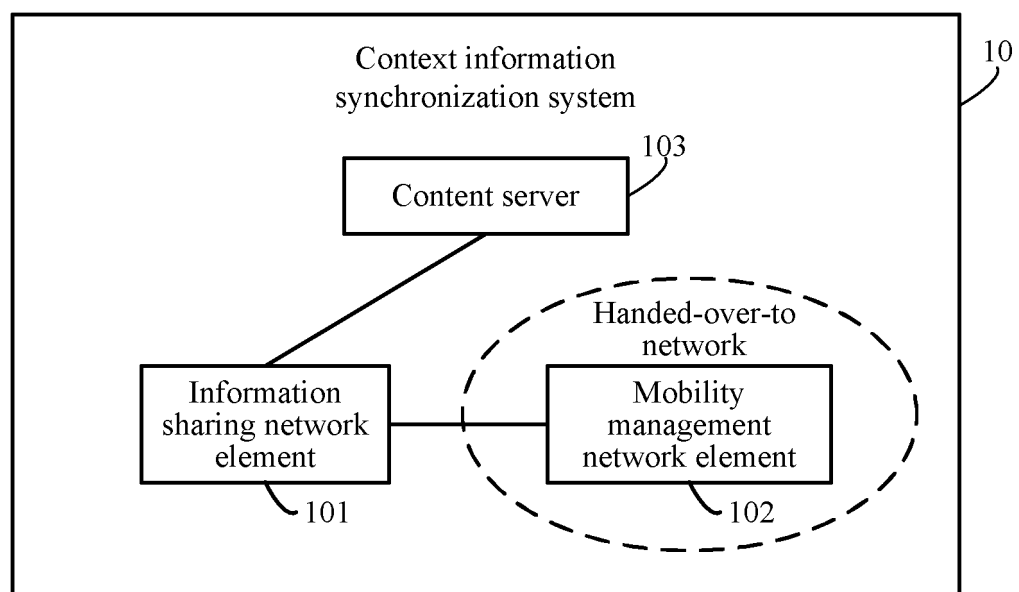 Context information
synchronization system
10
103
Content server
Handed-over-to
network
Information
sharing network
element
Mobility
management
network element
101
102